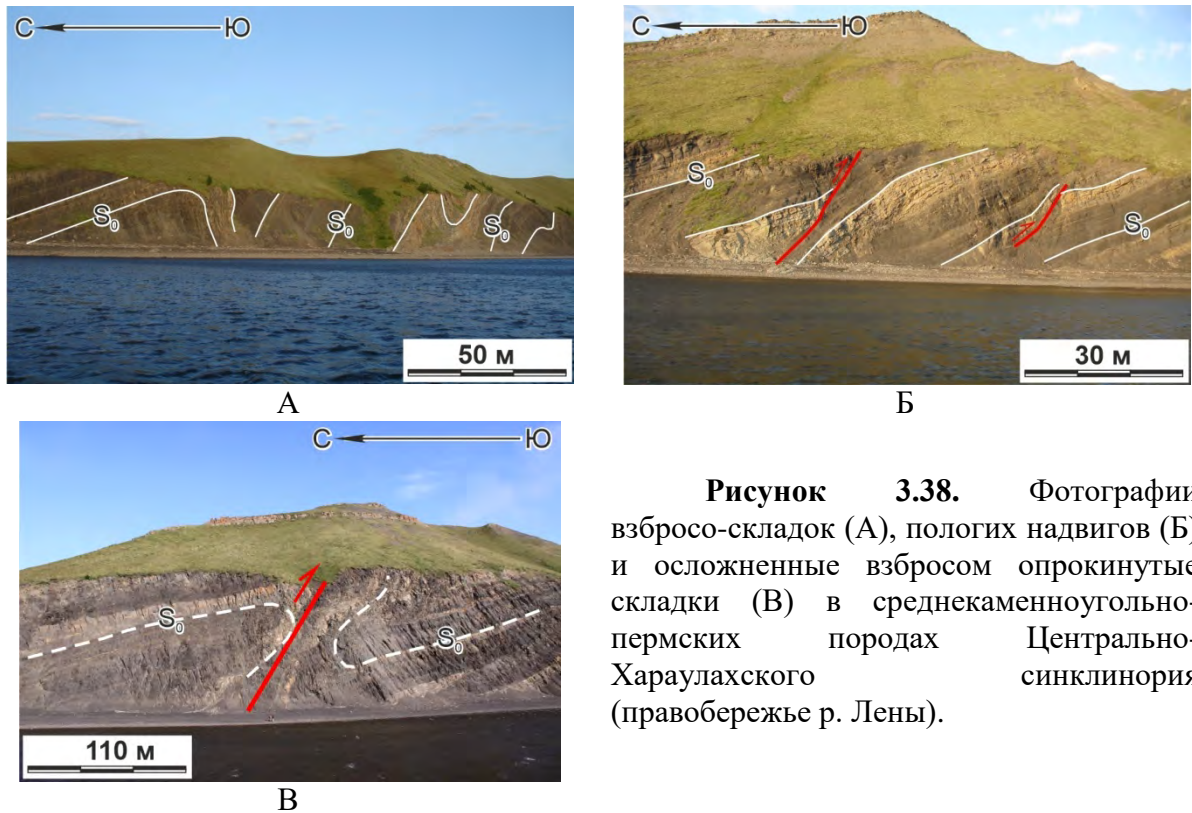 С Ю
S₀
S₀
S₀
50 м
А
С Ю
S₀
S₀
30 м
Б
С Ю
S₀
S₀
110 м
В
Рисунок 3.38. Фотографии
взбросо-складок (А), пологих надвигов (Б)
и осложненные взбросом опрокинутые
складки (В) в среднекаменноугольно-
пермских породах Центрально-
Хараулахского синклинория
(правобережье р. Лены).